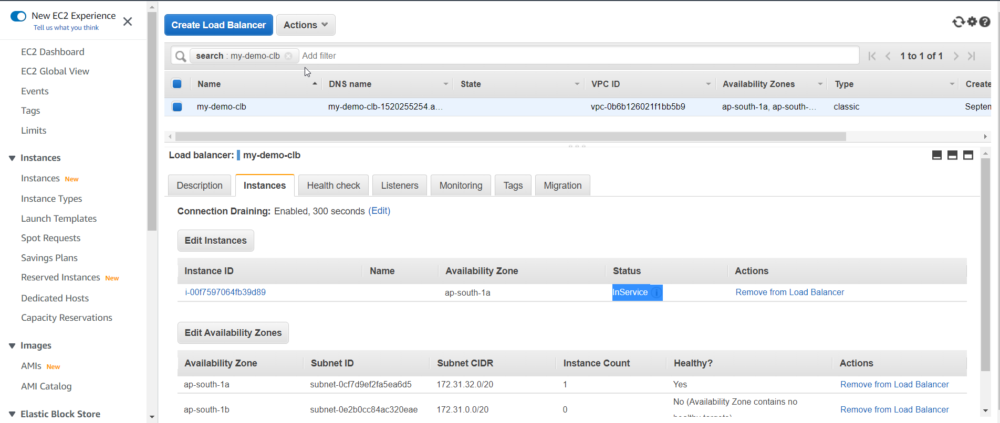 New EC2 Experience
Tell us what you think
EC2 Dashboard
EC2 Global View
Events
Tags
Limits
Instances
Instances New
Instance Types
Launch Templates
Spot Requests
Savings Plans
Reserved Instances New
Dedicated Hosts
Capacity Reservations
Images
AMIs New
AMI Catalog
Elastic Block Store
Create Load Balancer Actions
search : my-demo-clb Add filter 1 to 1 of 1
Name DNS name State VPC ID Availability Zones Type Create
my-demo-clb my-demo-clb-1520255254.a… vpc-0b6b126021f1bb5b9 ap-south-1a, ap-south-… classic Septem
Load balancer: my-demo-clb
Description Instances Health check Listeners Monitoring Tags Migration
Connection Draining: Enabled, 300 seconds (Edit)
Edit Instances
Instance ID Name Availability Zone Status Actions
i-00f7597064fb39d89 ap-south-1a InService Remove from Load Balancer
Edit Availability Zones
Availability Zone Subnet ID Subnet CIDR Instance Count Healthy? Actions
ap-south-1a subnet-0cf7d9ef2fa5ea6d5 172.31.32.0/20 1 Yes Remove from Load Balancer
ap-south-1b subnet-0e2b0cc84ac320eae 172.31.0.0/20 0 No (Availability Zone contains no Remove from Load Balancer
healthy targets)